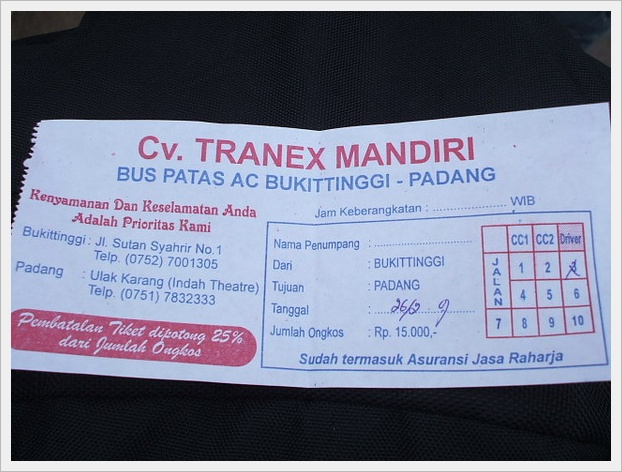 Cv. TRANEX MANDIRI
BUS PATAS AC BUKITTINGGI - PADANG
Kenyamanan Dan Keselamatan Anda
Adalah Prioritas Kami
Bukittinggi : Jl. Sutan Syahrir No.1
Telp. (0752) 7001305
Padang : Ulak Karang (Indah Theatre)
Telp. (0751) 7832333
Pembatalan Tiket dipotong 25%
dari Jumlah Ongkos
Jam Keberangkatan : .................... WIB
Nama Penumpang : ..........................
Dari : BUKITTINGGI
Tujuan : PADANG
Tanggal : 26/2 9
Jumlah Ongkos : Rp. 15.000,-
Sudah termasuk Asuransi Jasa Raharja
CC1 CC2 Driver
JALAN
1 2
4 5 6
7 8 9 10